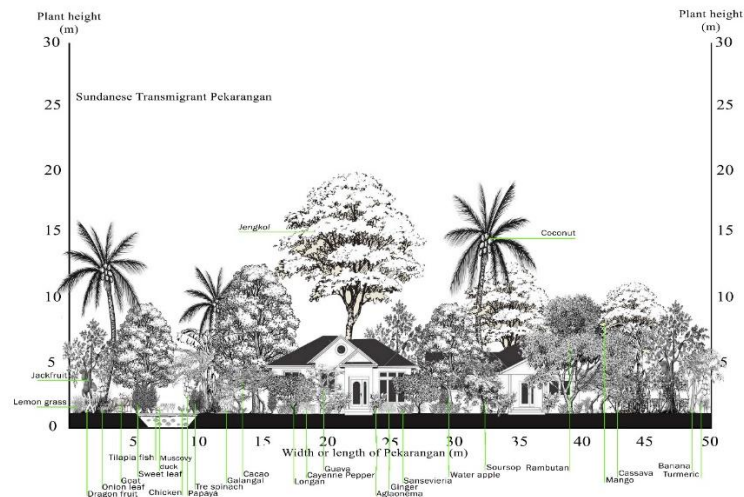 Plant height
(m)
Plant height
(m)
30
30
Sundanese Transmigrant Pekarangan
25
25
20
20
Jengkol
Coconut
15
15
10
10
5
5
Jackfruit
Lemon grass
0
0
5
10
15
20
25
30
35
40
45
50
Width or length of Pekarangan (m)
Tilapia fish
Muscovy
duck
Goat
Sweet leaf
Onion leaf
Dragon fruit
Chicken
Papaya
Tre spinach
Galangal
Cacao
Longan
Cayenne Pepper
Guava
Aglaonema
Ginger
Sansevieria
Water apple
Soursop
Rambutan
Mango
Cassava
Turmeric
Banana